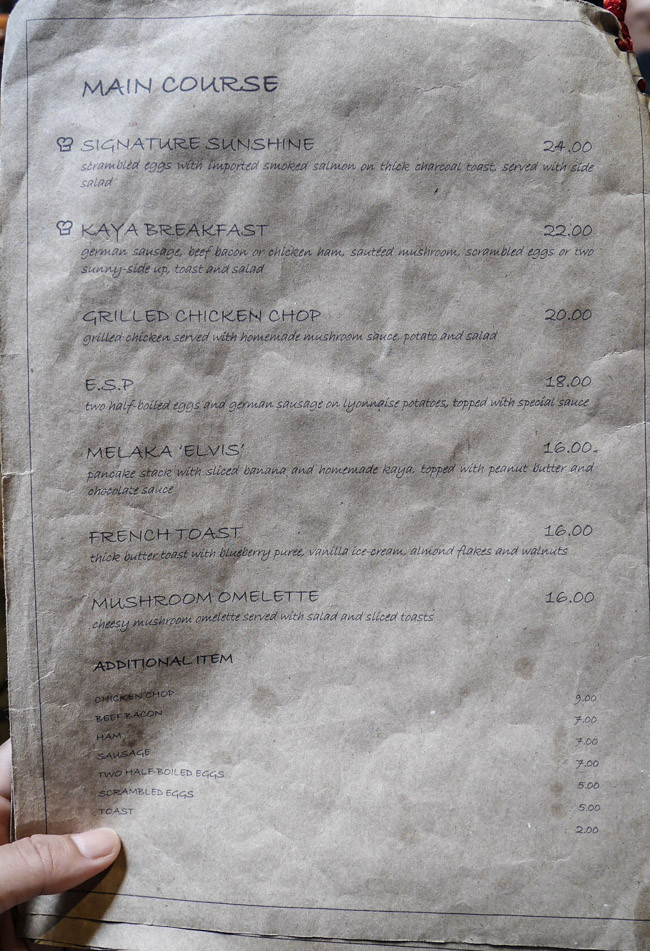 MAIN COURSE
SIGNATURE SUNSHINE 24.00
scrambled eggs with imported smoked salmon on thick charcoal toast, served with side
salad
KAYA BREAKFAST 22.00
german sausage, beef bacon or chicken ham, sautéed mushroom, scrambled eggs or two
sunny-side up, toast and salad
GRILLED CHICKEN CHOP 20.00
grilled chicken served with homemade mushroom sauce, potato and salad
E.S.P 18.00
two half-boiled eggs and german sausage on lyonnaise potatoes, topped with special sauce
MELAKA 'ELVIS' 16.00
pancake stack with sliced banana and homemade kaya, topped with peanut butter and
chocolate sauce
FRENCH TOAST 16.00
thick butter toast with blueberry puree, vanilla ice-cream, almond flakes and walnuts
MUSHROOM OMELETTE 16.00
cheesy mushroom omelette served with salad and sliced toasts
ADDITIONAL ITEM
CHICKEN CHOP 9.00
BEEF BACON 7.00
HAM 7.00
SAUSAGE 7.00
TWO HALF-BOILED EGGS 5.00
SCRAMBLED EGGS 5.00
TOAST 2.00